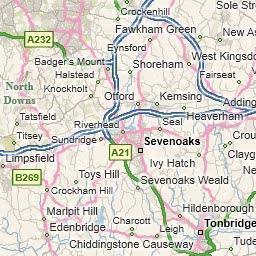 Crockenhill
Sole Stre
Fawkham Green
A232
Eynsford
New As
Badger's Mount
West Kingsdo
Halstead
Shoreham
Fairseat
North
Downs
Knockholt
Otford
Kemsing
Adding
Tatsfield
Riverhead
Seal
Heaverham
Titsey
Sundridge
Sevenoaks
Crou
Limpsfield
A21
Ivy Hatch
Clayg
B269
Toys Hill
Sevenoaks Weald
Crockham Hill
Marlpit Hill
Hildenborough
Edenbridge
Charcott
Leigh
Tonbridge
Chiddingstone Causeway
Tude